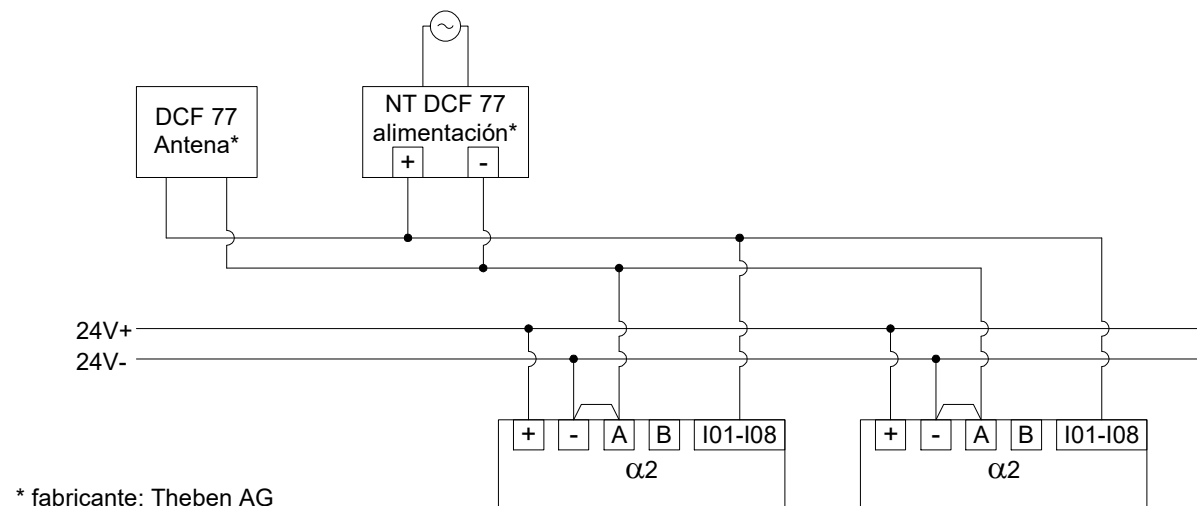 DCF 77
Antena*
NT DCF 77
alimentación*
+ -
24V+
24V-
+ - A B I01-I08
α2
+ - A B I01-I08
α2
* fabricante: Theben AG